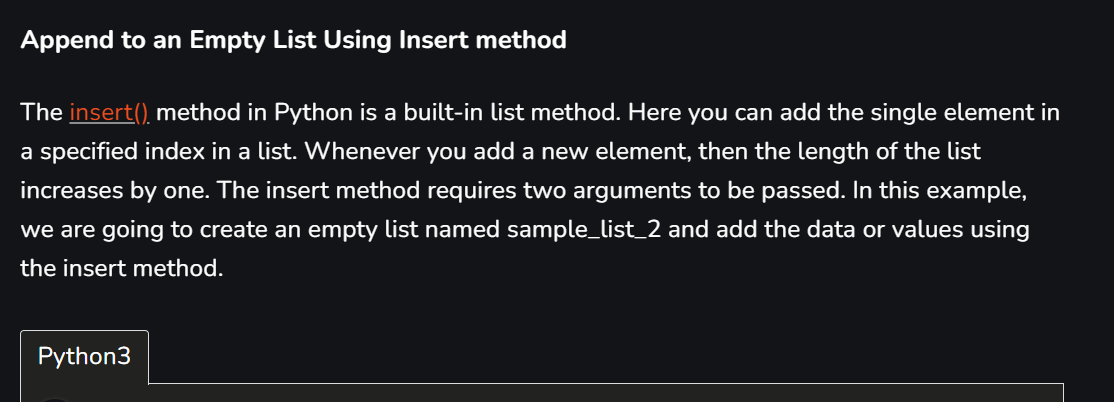 Append to an Empty List Using Insert method
The insert() method in Python is a built-in list method. Here you can add the single element in
a specified index in a list. Whenever you add a new element, then the length of the list
increases by one. The insert method requires two arguments to be passed. In this example,
we are going to create an empty list named sample_list_2 and add the data or values using
the insert method.
Python3